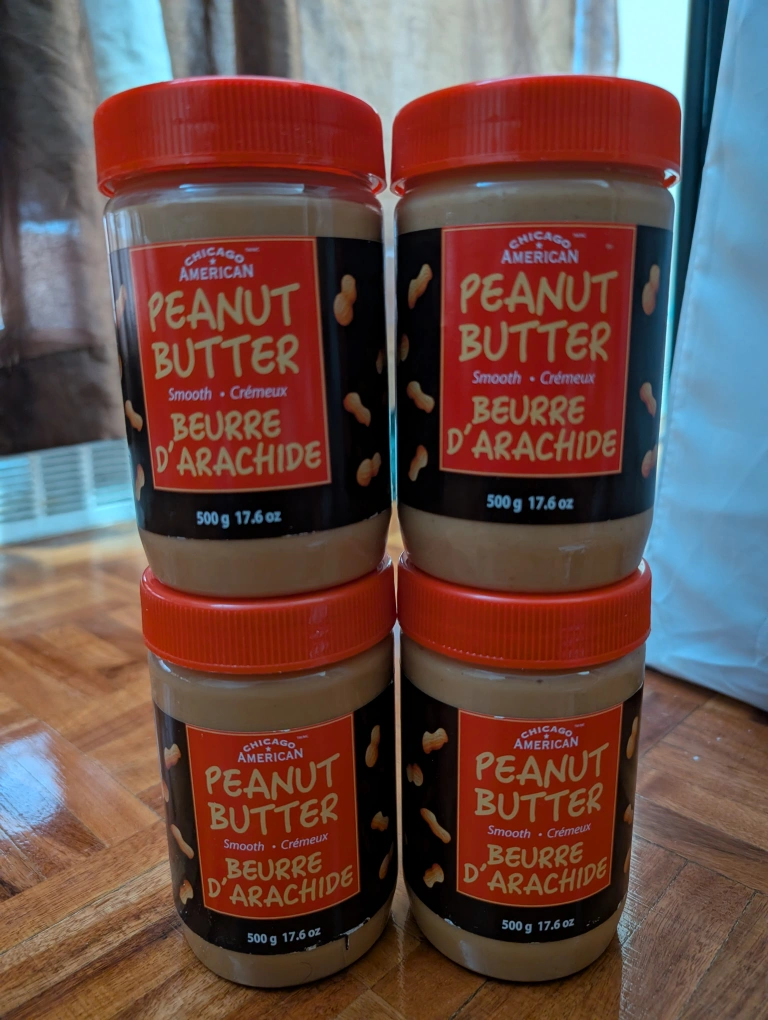 CHICAGO
AMERICAN
PEANUT
BUTTER
Smooth • Crémeux
BEURRE
D'ARACHIDE
500 g 17.6 oz
CHICAGO
AMERICAN
PEANUT
BUTTER
Smooth • Crémeux
BEURRE
D'ARACHIDE
500 g 17.6 oz
CHICAGO
AMERICAN
PEANUT
BUTTER
Smooth • Crémeux
BEURRE
D'ARACHIDE
500 g 17.6 oz
CHICAGO
AMERICAN
PEANUT
BUTTER
Smooth • Crémeux
BEURRE
D'ARACHIDE
500 g 17.6 oz